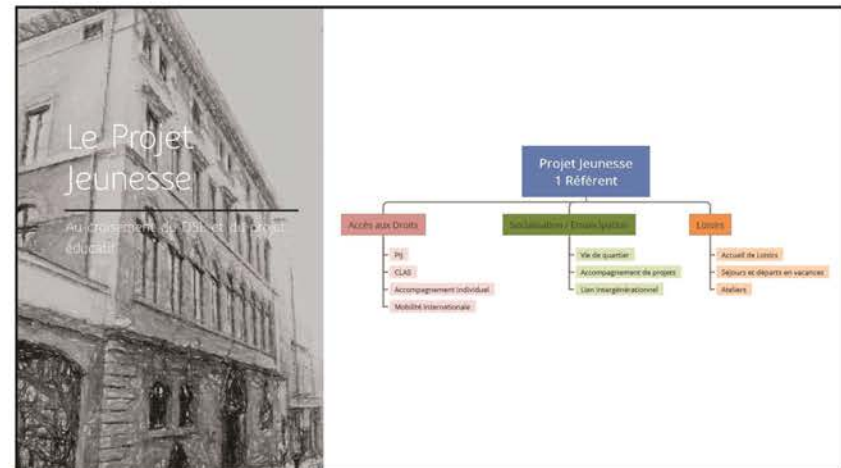 Le Projet
Jeunesse
Au croisement du DSL et du projet
éducatif
Projet Jeunesse
1 Référent
Accès aux Droits
PIJ
CLAS
Accompagnement Individuel
Mobilité Internationale
Socialisation / Emancipation
Vie de quartier
Accompagnement de projets
Lien Intergénérationnel
Loisirs
Actueil de Loisirs
Séjours et départs en vacances
Ateliers